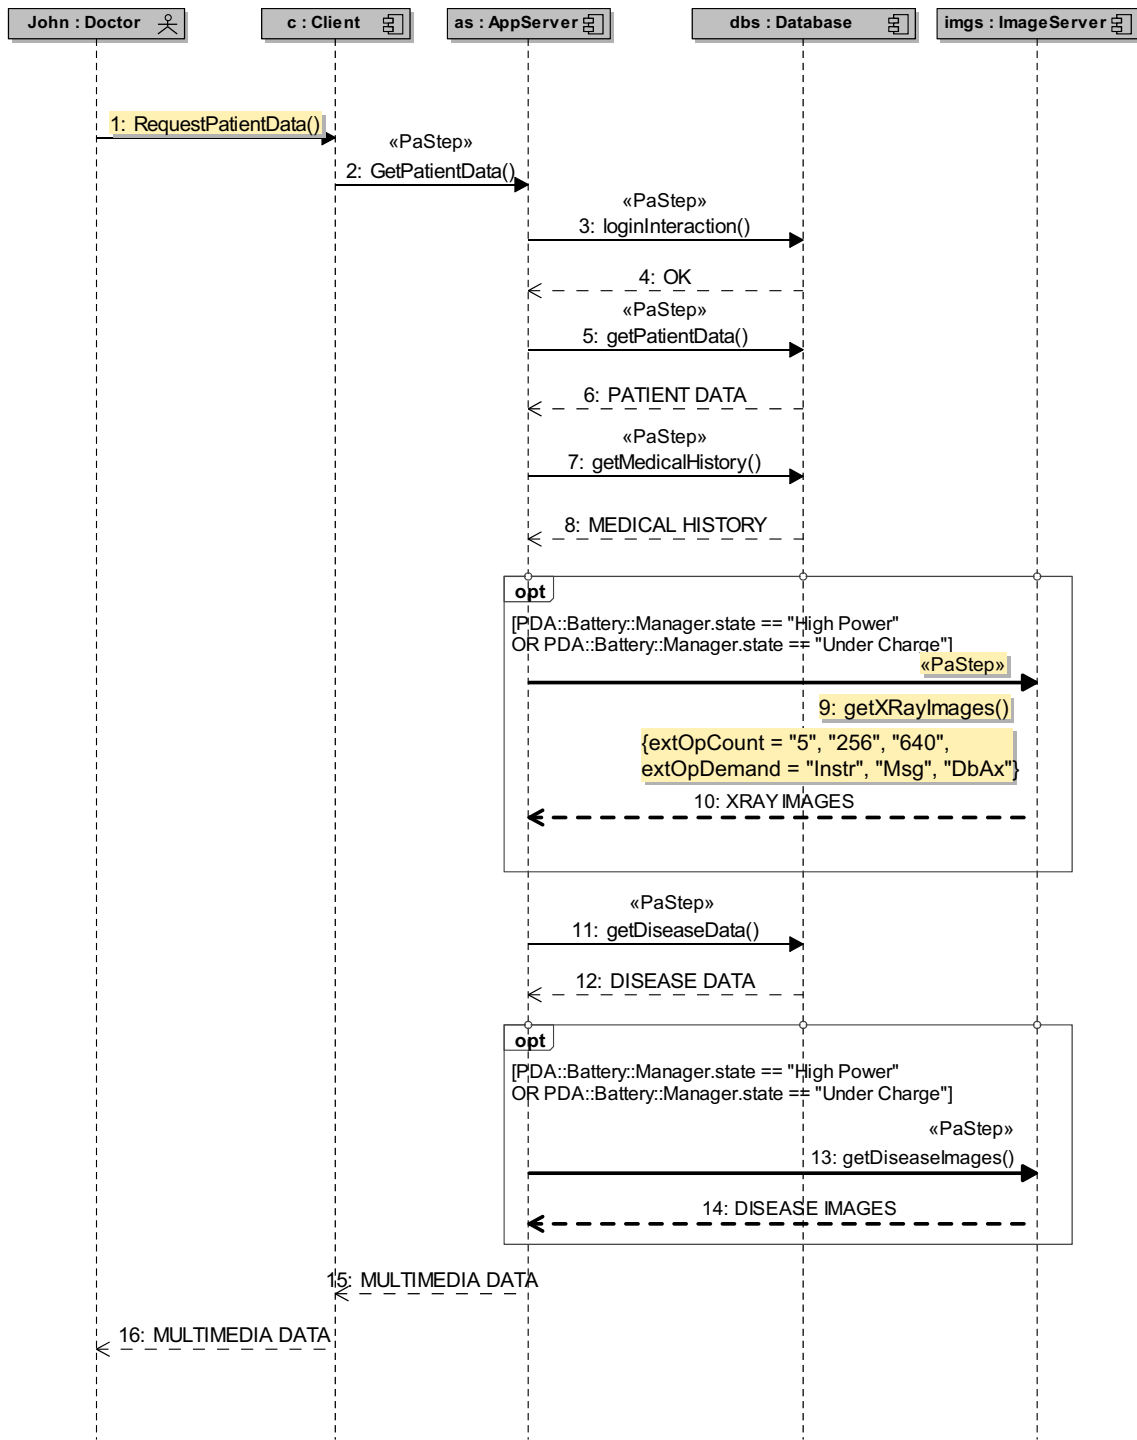 John : Doctor
c : Client
as : AppServer
dbs : Database
imgs : ImageServer
1: RequestPatientData()
«PaStep»
2: GetPatientData()
«PaStep»
3: loginInteraction()
4: OK
«PaStep»
5: getPatientData()
6: PATIENT DATA
«PaStep»
7: getMedicalHistory()
8: MEDICAL HISTORY
opt
[PDA::Battery::Manager.state == "High Power"
OR PDA::Battery::Manager.state == "Under Charge"]
«PaStep»
9: getXRayImages()
{extOpCount = "5", "256", "640",
extOpDemand = "Instr", "Msg", "DbAx"}
10: XRAY IMAGES
«PaStep»
11: getDiseaseData()
12: DISEASE DATA
opt
[PDA::Battery::Manager.state == "High Power"
OR PDA::Battery::Manager.state == "Under Charge"]
«PaStep»
13: getDiseaseImages()
14: DISEASE IMAGES
15: MULTIMEDIA DATA
16: MULTIMEDIA DATA